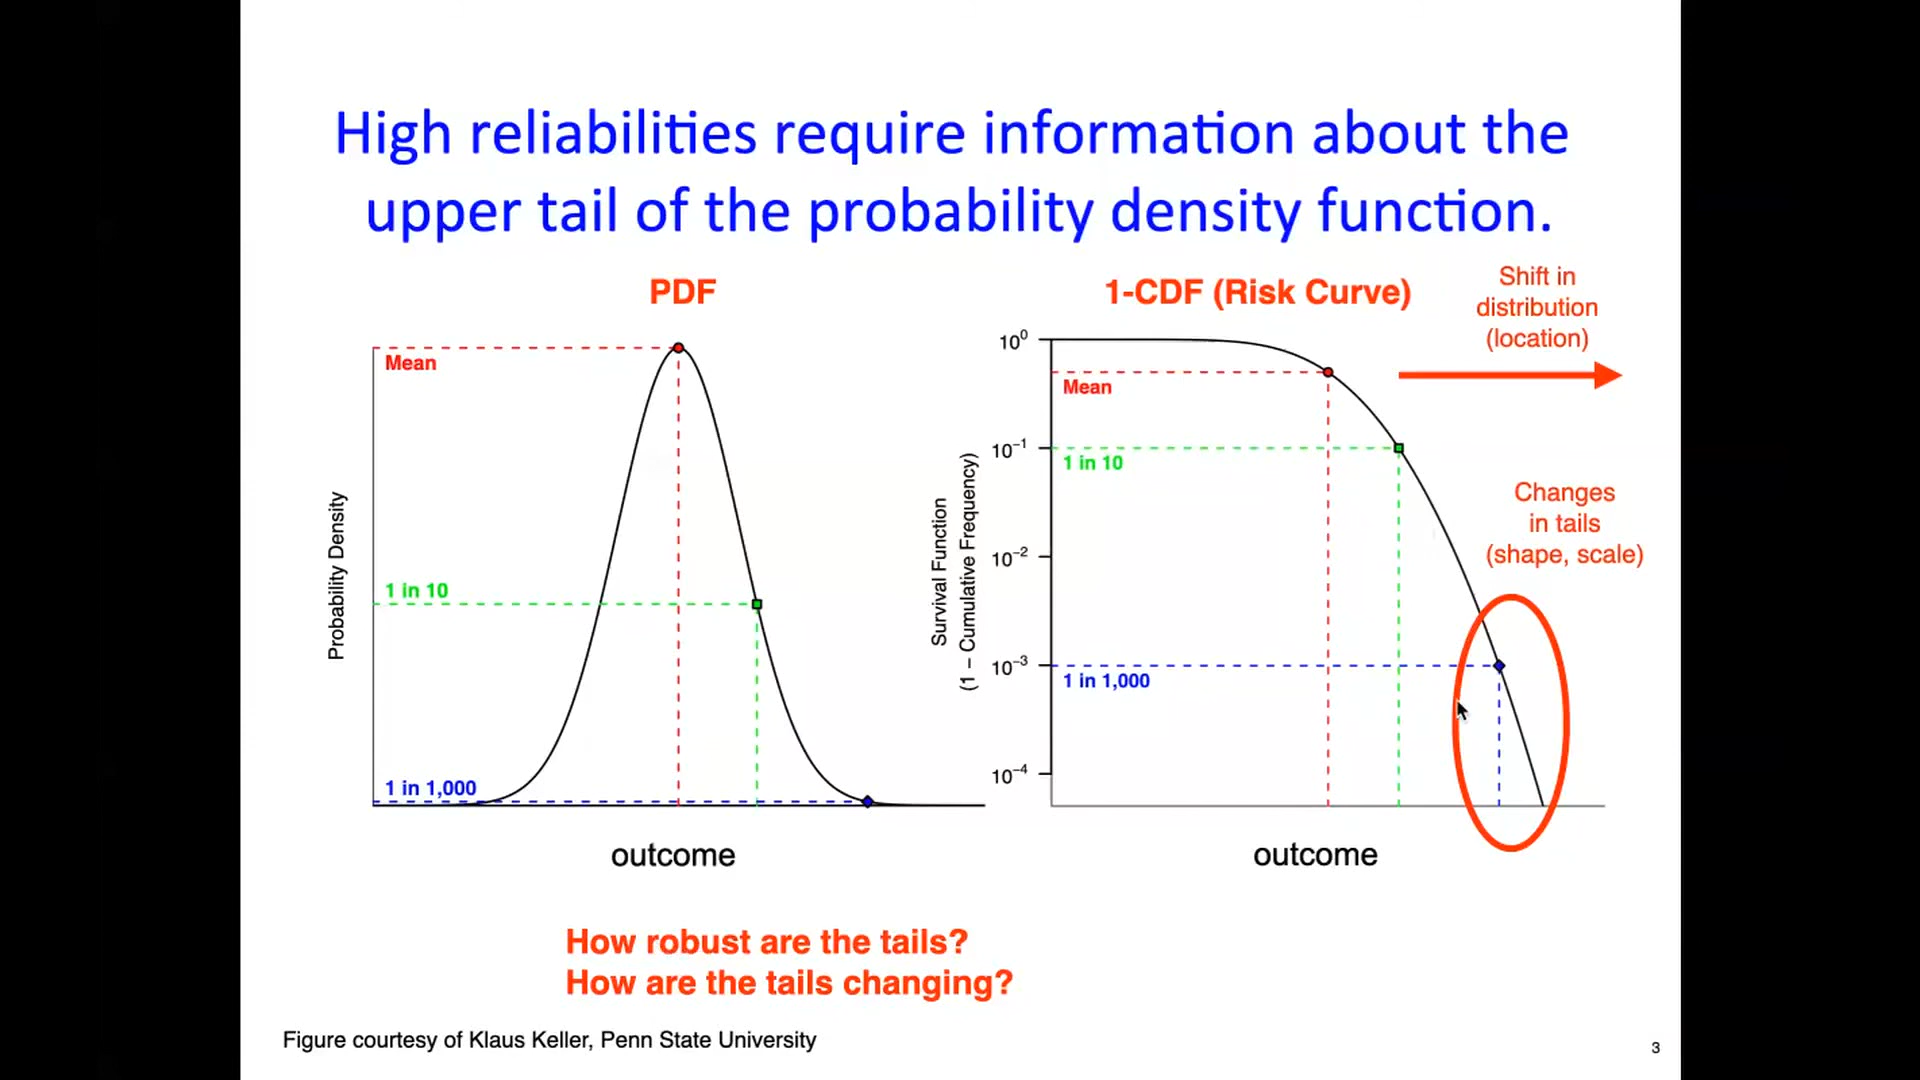 High reliabilities require information about the
upper tail of the probability density function.
PDF
Mean
1 in 10
1 in 1,000
Probability Density
outcome
1-CDF (Risk Curve)
10⁰
10⁻¹
10⁻²
10⁻³
10⁻⁴
Mean
1 in 10
1 in 1,000
Survival Function
(1 − Cumulative Frequency)
outcome
Shift in
distribution
(location)
Changes
in tails
(shape, scale)
How robust are the tails?
How are the tails changing?
Figure courtesy of Klaus Keller, Penn State University
3